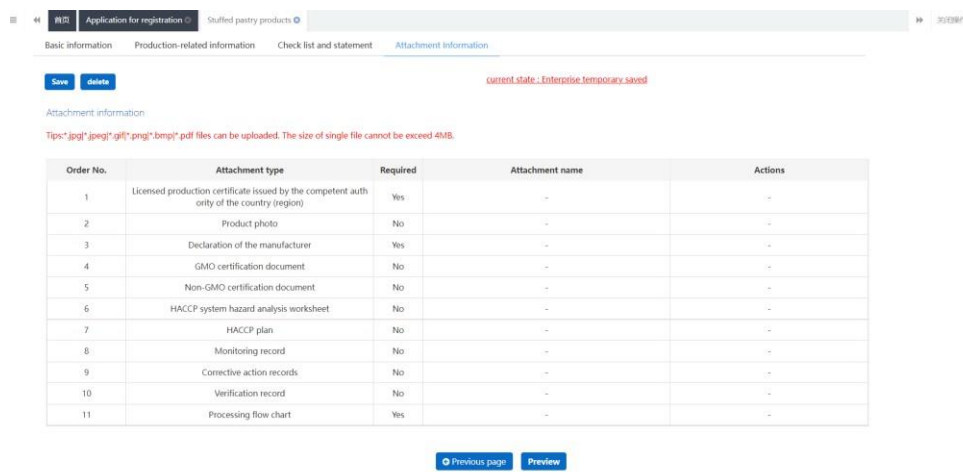 首页 Application for registration Stuffed pastry products 关闭操作
Basic information Production-related information Check list and statement Attachment Information
Save delete current state : Enterprise temporary saved
Attachment information
Tips:*.jpg|*.jpeg|*.gif|*.png|*.bmp|*.pdf files can be uploaded. The size of single file cannot be exceed 4MB.
Order No. Attachment type Required Attachment name Actions
1 Licensed production certificate issued by the competent auth
ority of the country (region) Yes - -
2 Product photo No - -
3 Declaration of the manufacturer Yes - -
4 GMO certification document No - -
5 Non-GMO certification document No - -
6 HACCP system hazard analysis worksheet No - -
7 HACCP plan No - -
8 Monitoring record No - -
9 Corrective action records No - -
10 Verification record No - -
11 Processing flow chart Yes - -
Previous page Preview